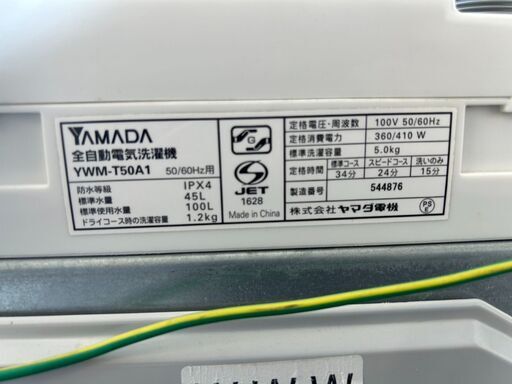 YAMADA
全自動電気洗濯機
YWM-T50A1 50/60Hz用
防水等級 IPX4
標準水量 45L
標準使用水量 100L
ドライコース時の洗濯容量 1.2kg
G
S
JET
1628
Made in China
定格電圧・周波数 100V 50/60Hz
定格消費電力 360/410 W
標準洗濯容量 5.0kg
定格時間 標準コース スピードコース 洗いのみ
34分 24分 15分
製造番号 544876
株式会社ヤマダ電機
PS
E